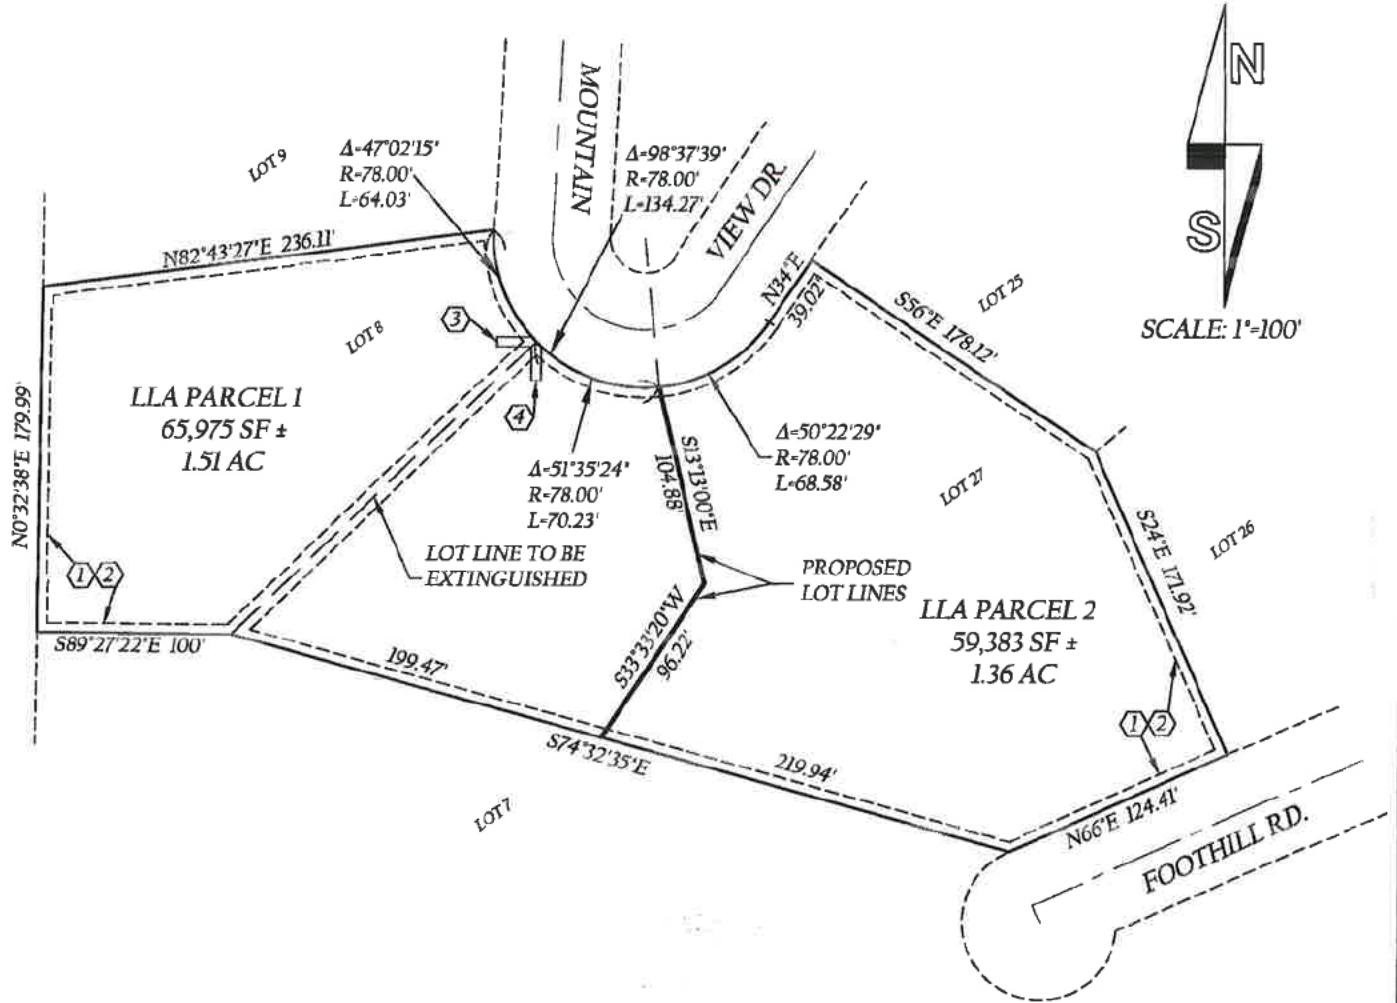 N
S
SCALE: 1"=100'
MOUNTAIN
VIEW DR.
LOT 9
Δ=47°02'15"
R=78.00'
L=64.03'
Δ=98°37'39"
R=78.00'
L=134.27'
N82°43'27"E 236.11'
N34°E
39.02'
LOT 25
S56°E 178.12'
LOT 8
3
4
LLA PARCEL 1
65,975 SF ±
1.51 AC
N0°32'38"E 179.99'
Δ=51°35'24"
R=78.00'
L=70.23'
S13°13'00"E
104.88'
Δ=50°22'29"
R=78.00'
L=68.58'
LOT 27
S24°E 171.92'
LOT 26
LOT LINE TO BE
EXTINGUISHED
PROPOSED
LOT LINES
1 2
S89°27'22"E 100'
199.47'
S33°33'20"W
96.22'
LLA PARCEL 2
59,383 SF ±
1.36 AC
1 2
S74°32'35"E
219.94'
LOT 7
N66°E 124.41'
FOOTHILL RD.